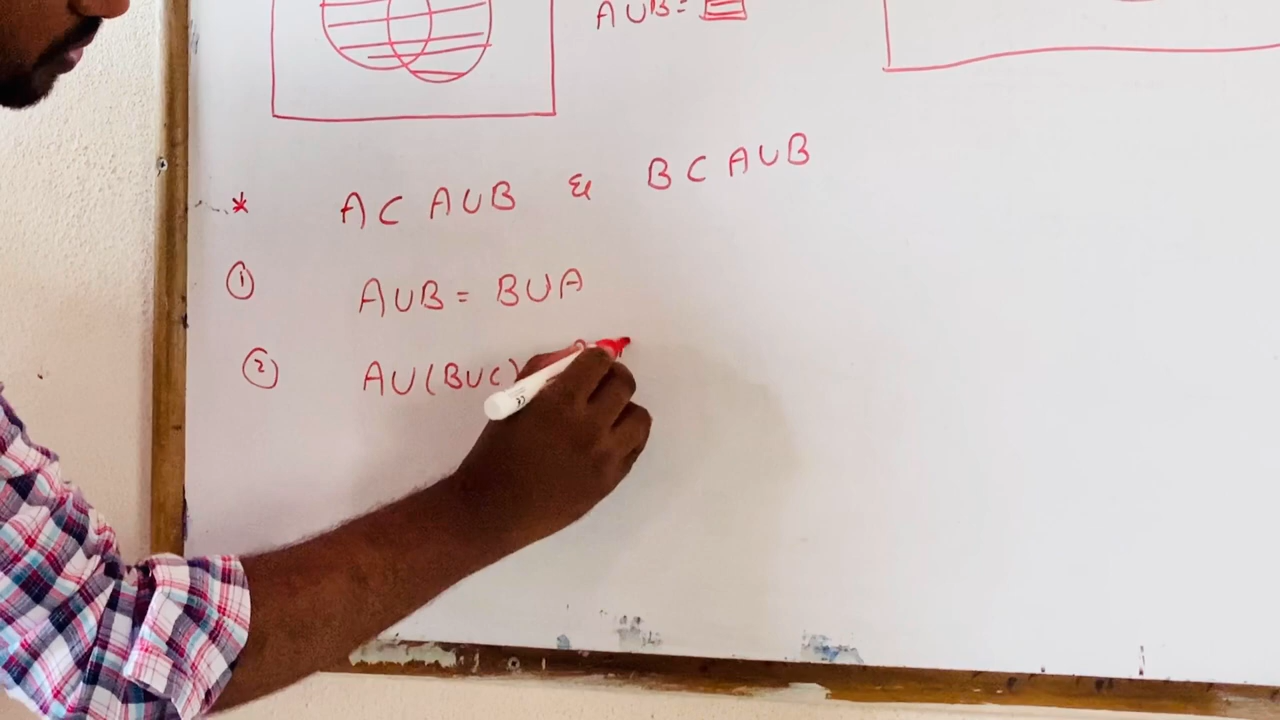 A∪B=
* A⊂ A∪B & B⊂ A∪B
① A∪B = B∪A
② A∪(B∪C)